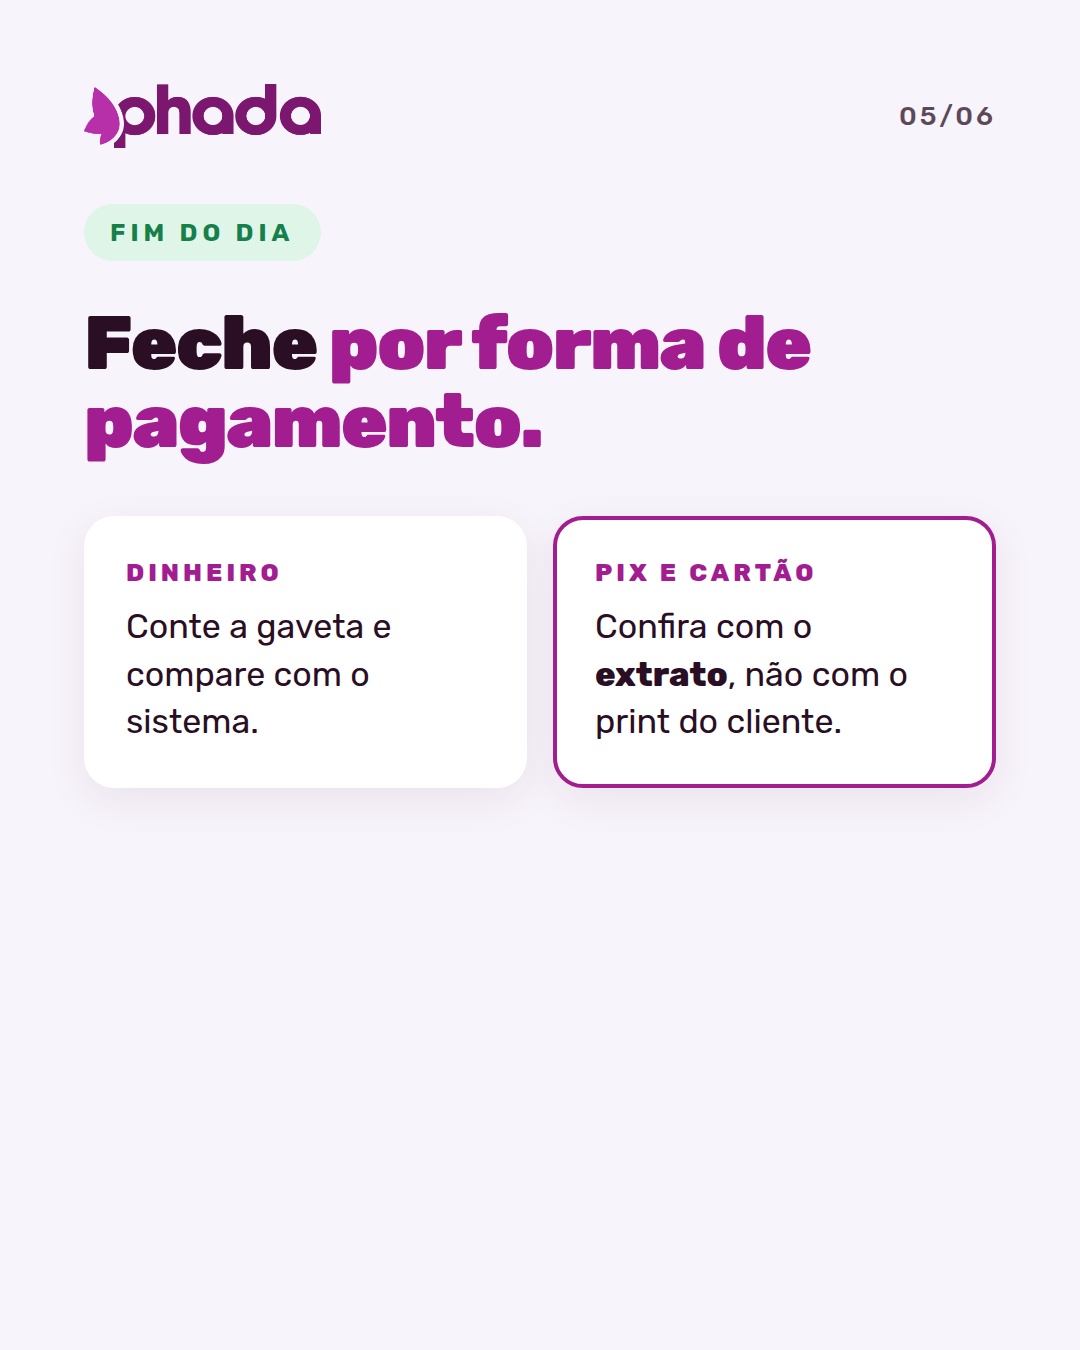 phada
05/06
FIM DO DIA
Feche por forma de
pagamento.
DINHEIRO
Conte a gaveta e
compare com o
sistema.
PIX E CARTÃO
Confira com o
extrato, não com o
print do cliente.